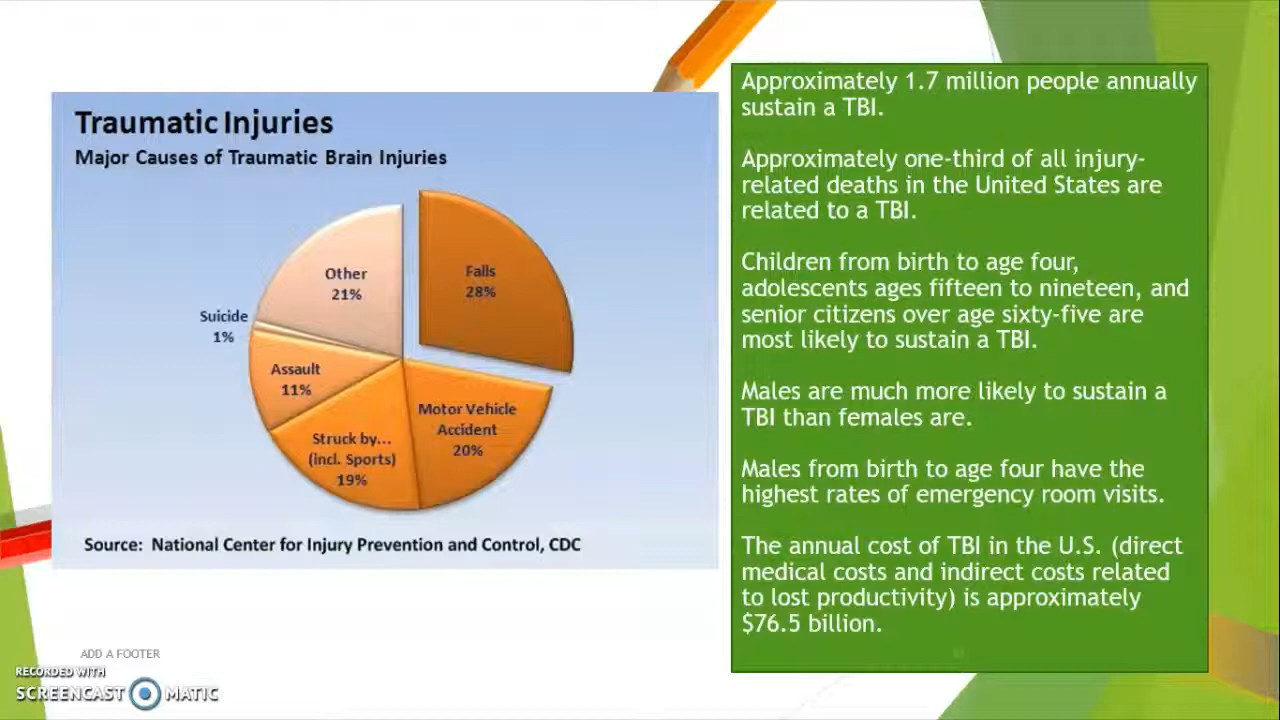 Traumatic Injuries
Major Causes of Traumatic Brain Injuries
Other
21%
Falls
28%
Suicide
1%
Assault
11%
Motor Vehicle
Accident
20%
Struck by...
(incl. Sports)
19%
Source: National Center for Injury Prevention and Control, CDC
Approximately 1.7 million people annually
sustain a TBI.
Approximately one-third of all injury-
related deaths in the United States are
related to a TBI.
Children from birth to age four,
adolescents ages fifteen to nineteen, and
senior citizens over age sixty-five are
most likely to sustain a TBI.
Males are much more likely to sustain a
TBI than females are.
Males from birth to age four have the
highest rates of emergency room visits.
The annual cost of TBI in the U.S. (direct
medical costs and indirect costs related
to lost productivity) is approximately
$76.5 billion.
ADD A FOOTER
RECORDED WITH
SCREENCAST MATIC